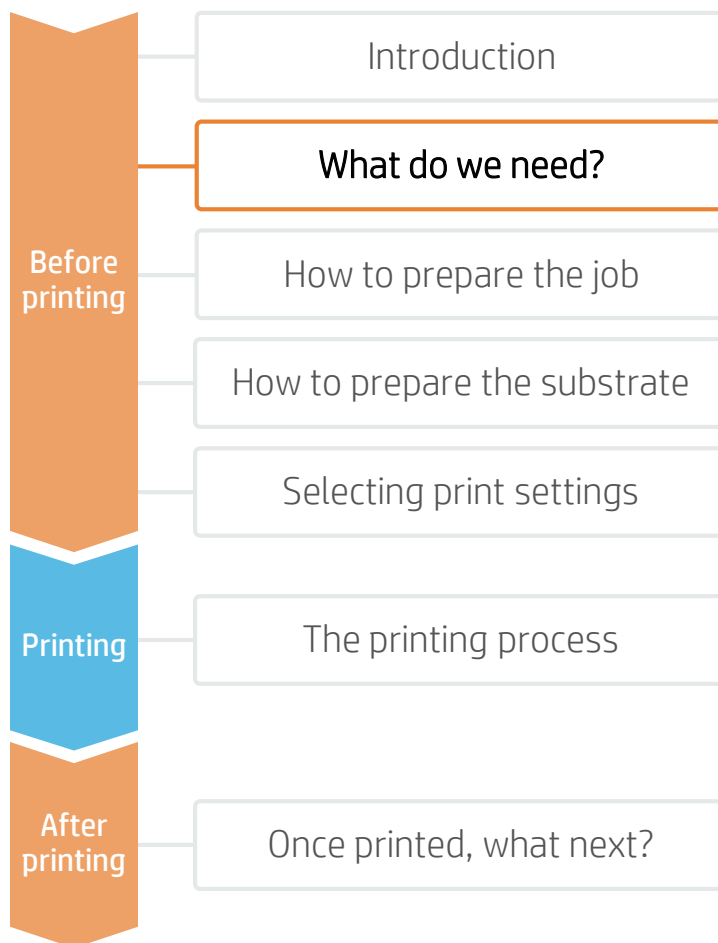 Introduction
What do we need?
Before
printing
How to prepare the job
How to prepare the substrate
Selecting print settings
Printing
The printing process
After
printing
Once printed, what next?